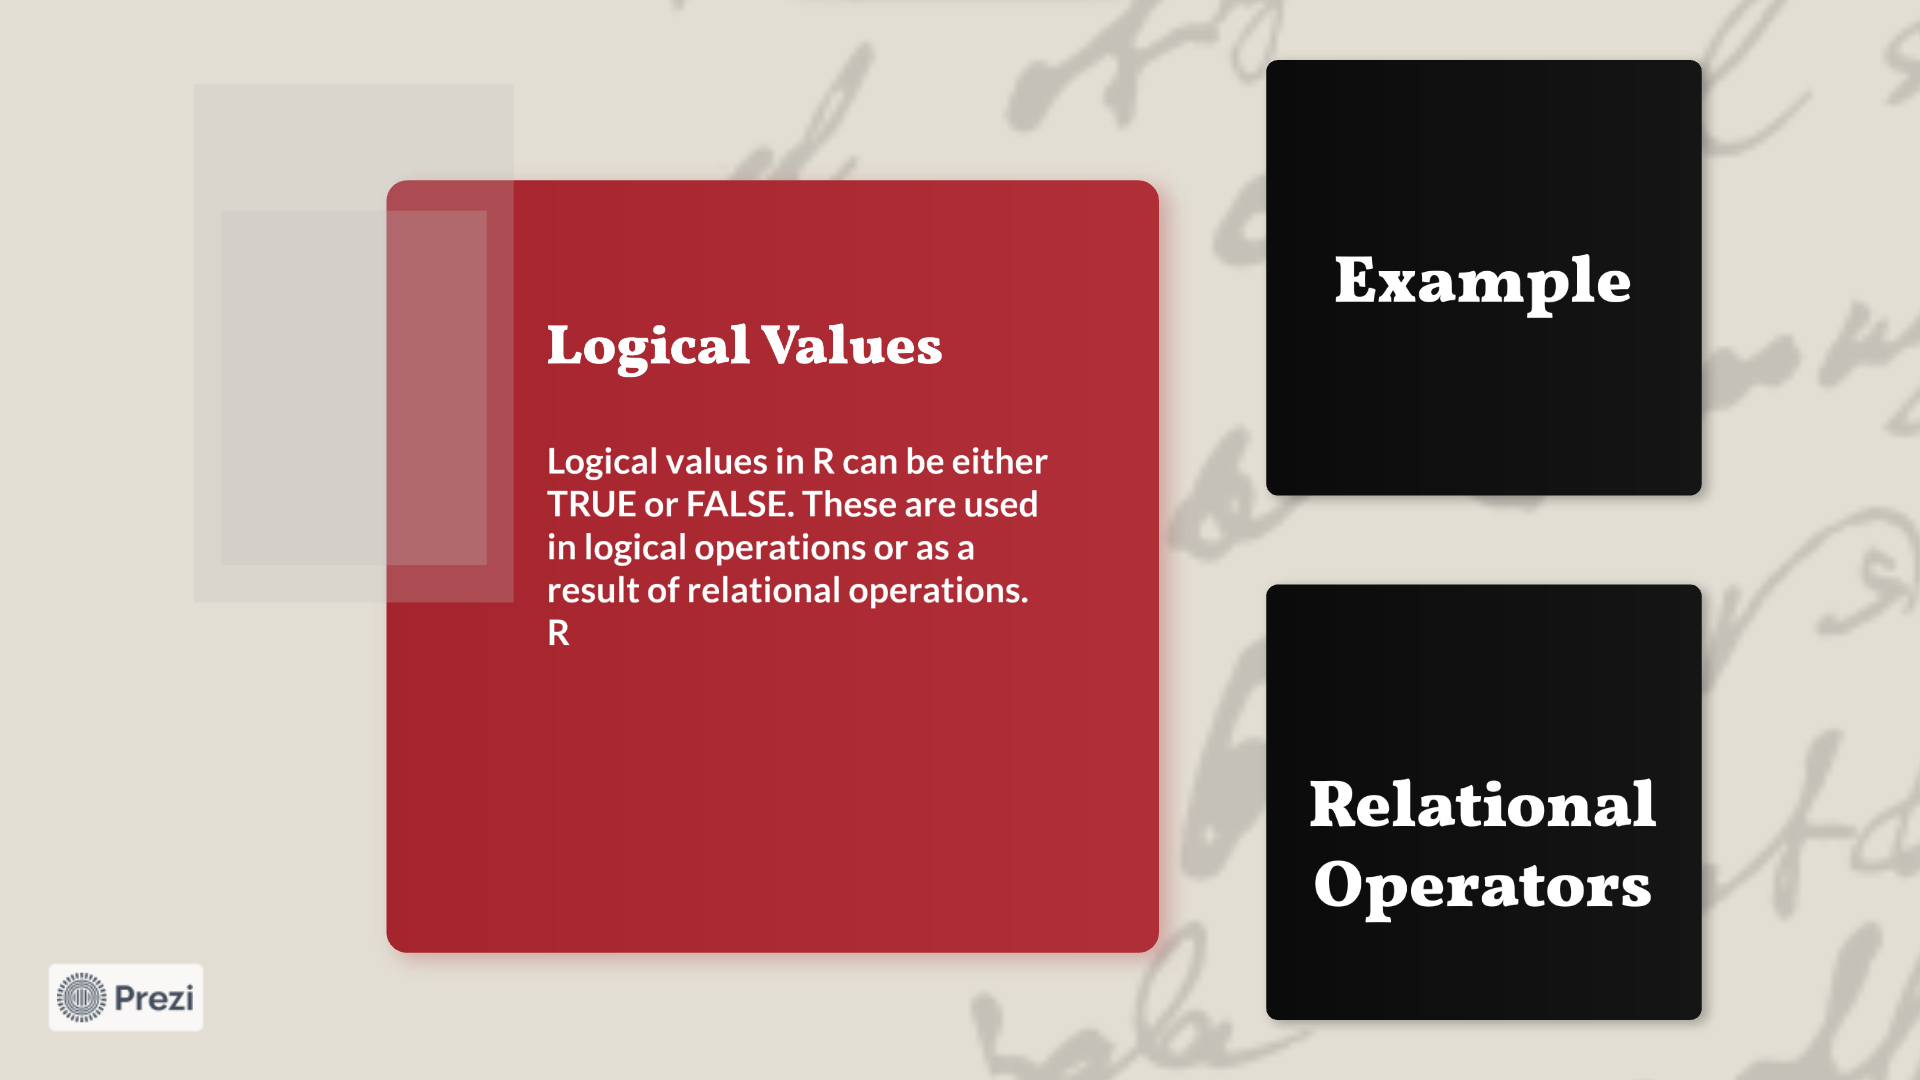 Logical Values
Logical values in R can be either
TRUE or FALSE. These are used
in logical operations or as a
result of relational operations.
R
Example
Relational
Operators
Prezi